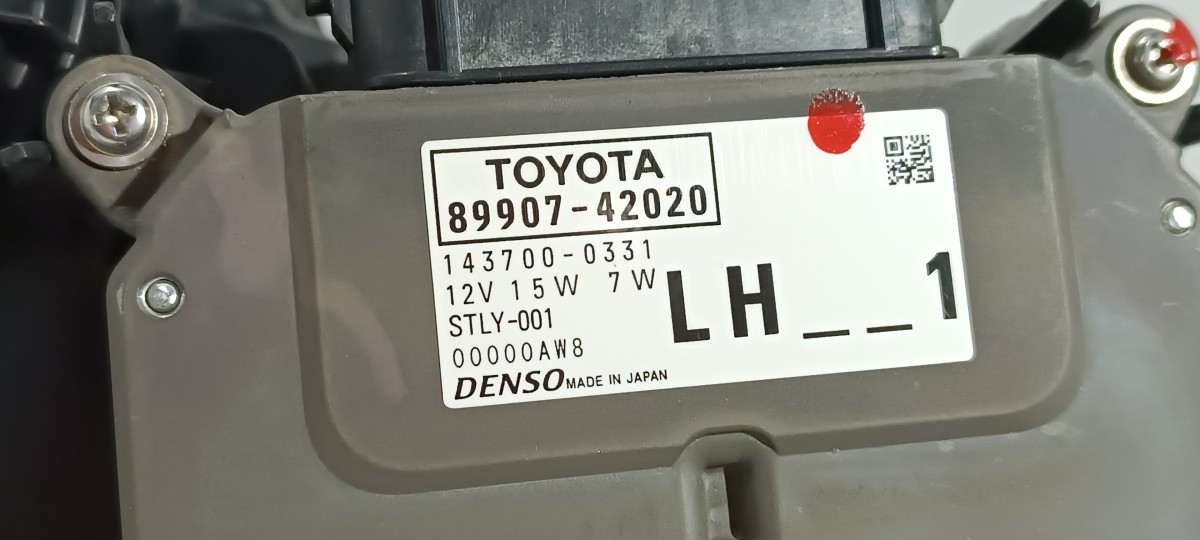 TOYOTA
89907-42020
143700-0331
12V 15W 7W
STLY-001
00000AW8
DENSO MADE IN JAPAN
LH__1